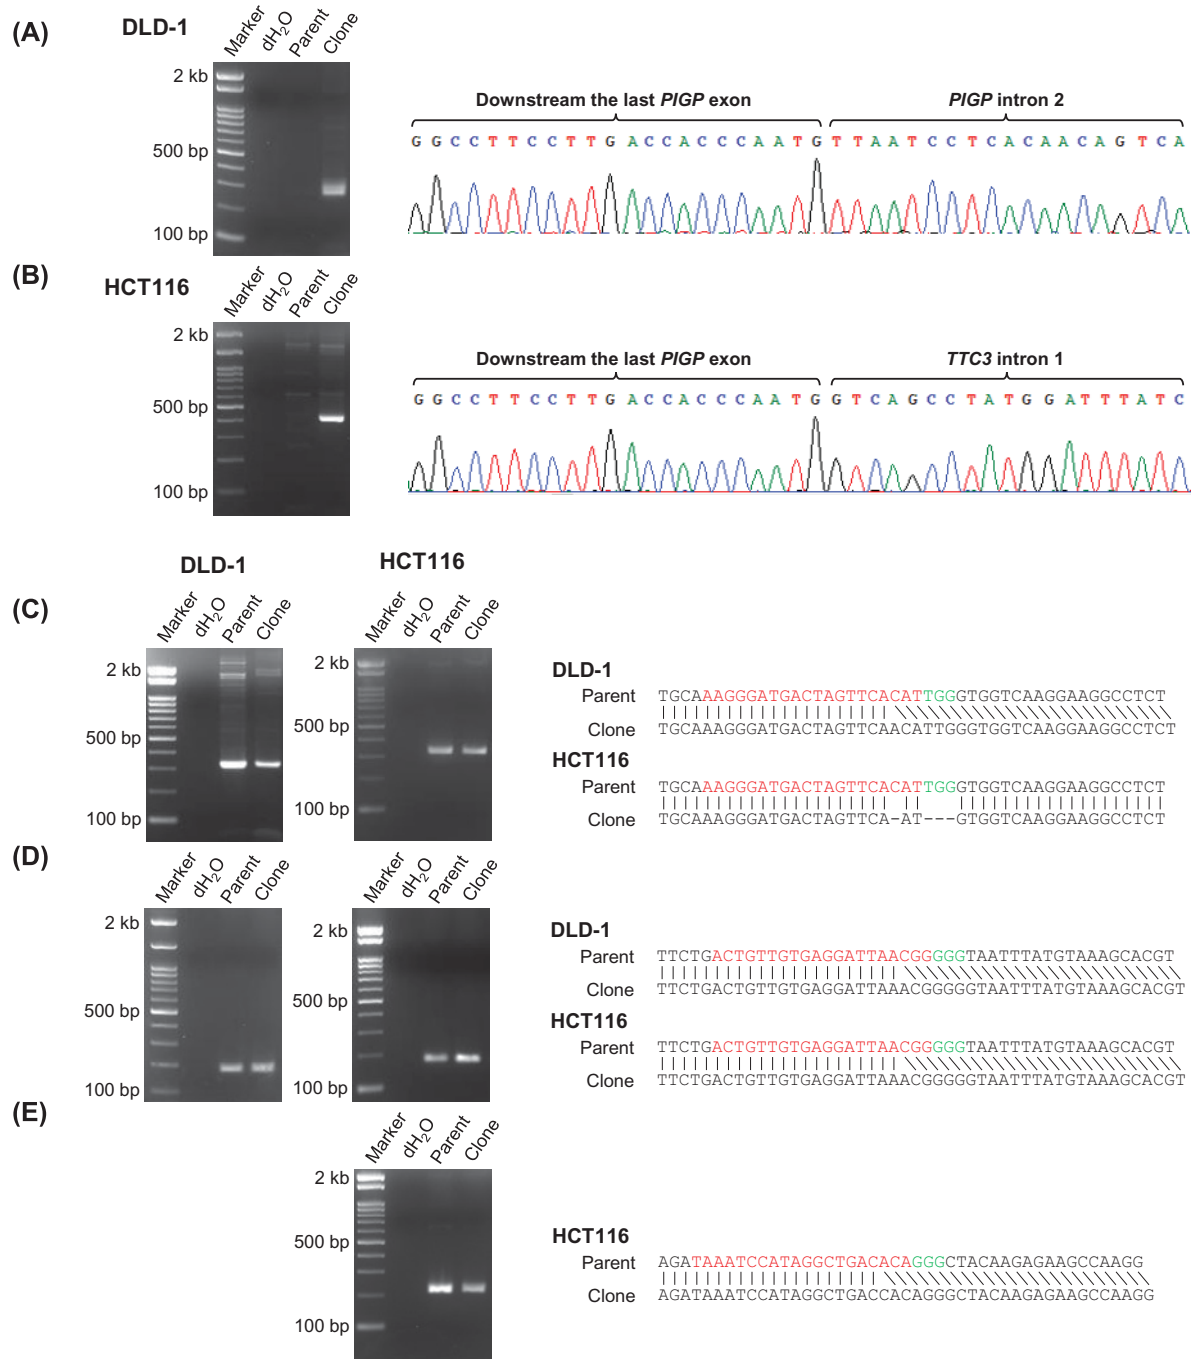 (A)
DLD-1
Marker
dH2O
Parent
Clone
2 kb
500 bp
100 bp
Downstream the last PIGP exon
PIGP intron 2
G G C C T T C C T T G A C C A C C C A A T G T T A A T C C T C A C A A C A G T C A
(B)
HCT116
Marker
dH2O
Parent
Clone
2 kb
500 bp
100 bp
Downstream the last PIGP exon
TTC3 intron 1
G G C C T T C C T T G A C C A C C C A A T G G T C A G C C T A T G G A T T T A T C
(C)
DLD-1
HCT116
Marker
dH2O
Parent
Clone
2 kb
500 bp
100 bp
Marker
dH2O
Parent
Clone
2 kb
500 bp
100 bp
DLD-1
Parent TGCAAAGGGATGACTAGTTCACATTGGGTGGTCAAGGAAGGCCTCT
Clone TGCAAAGGGATGACTAGTTCAACATTGGGTGGTCAAGGAAGGCCTCT
HCT116
Parent TGCAAAGGGATGACTAGTTCACATTGGGTGGTCAAGGAAGGCCTCT
Clone TGCAAAGGGATGACTAGTTCA-AT---GTGGTCAAGGAAGGCCTCT
(D)
Marker
dH2O
Parent
Clone
2 kb
500 bp
100 bp
Marker
dH2O
Parent
Clone
2 kb
500 bp
100 bp
DLD-1
Parent TTCTGACTGTTGTGAGGATTAACGGGGGTAATTTATGTAAAGCACGT
Clone TTCTGACTGTTGTGAGGATTAAACGGGGGTAATTTATGTAAAGCACGT
HCT116
Parent TTCTGACTGTTGTGAGGATTAACGGGGGTAATTTATGTAAAGCACGT
Clone TTCTGACTGTTGTGAGGATTAAACGGGGGTAATTTATGTAAAGCACGT
(E)
Marker
dH2O
Parent
Clone
2 kb
500 bp
100 bp
HCT116
Parent AGATAAATCCATAGGCTGACACAGGGCTACAAGAGAAGCCAAGG
Clone AGATAAATCCATAGGCTGACCACAGGGCTACAAGAGAAGCCAAGG